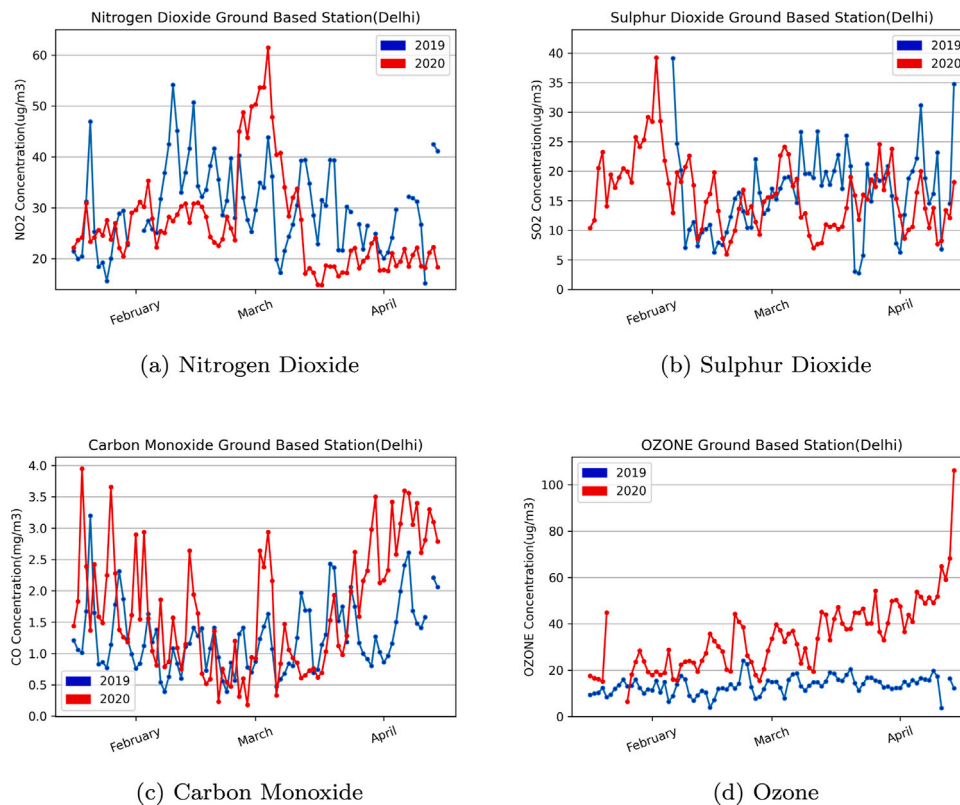 Nitrogen Dioxide Ground Based Station(Delhi)
NO2 Concentration(ug/m3)
60
50
40
30
20
2019
2020
February
March
April
(a) Nitrogen Dioxide
Sulphur Dioxide Ground Based Station(Delhi)
SO2 Concentration(ug/m3)
40
35
30
25
20
15
10
5
0
2019
2020
February
March
April
(b) Sulphur Dioxide
Carbon Monoxide Ground Based Station(Delhi)
CO Concentration(mg/m3)
4.0
3.5
3.0
2.5
2.0
1.5
1.0
0.5
0.0
2019
2020
February
March
April
(c) Carbon Monoxide
OZONE Ground Based Station(Delhi)
OZONE Concentration(ug/m3)
100
80
60
40
20
0
2019
2020
February
March
April
(d) Ozone